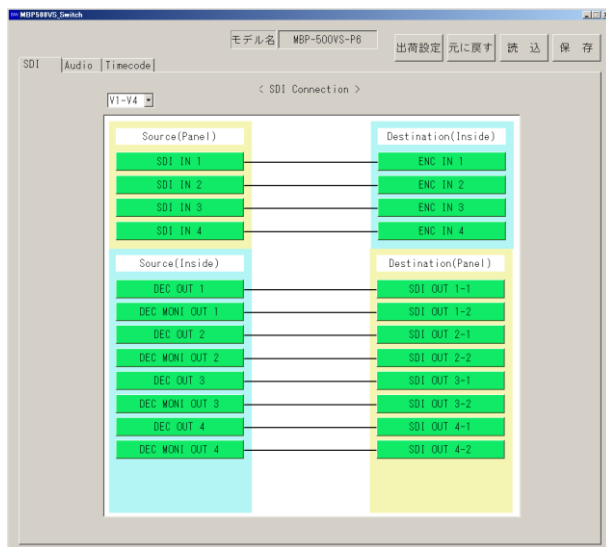 MBP500VS_Switch
モデル名 MBP-500VS-P6 出荷設定 元に戻す 読 込 保 存
SDI Audio Timecode
V1-V4 < SDI Connection >
Source(Panel) Destination(Inside)
SDI IN 1 ENC IN 1
SDI IN 2 ENC IN 2
SDI IN 3 ENC IN 3
SDI IN 4 ENC IN 4
Source(Inside) Destination(Panel)
DEC OUT 1 SDI OUT 1-1
DEC MONI OUT 1 SDI OUT 1-2
DEC OUT 2 SDI OUT 2-1
DEC MONI OUT 2 SDI OUT 2-2
DEC OUT 3 SDI OUT 3-1
DEC MONI OUT 3 SDI OUT 3-2
DEC OUT 4 SDI OUT 4-1
DEC MONI OUT 4 SDI OUT 4-2